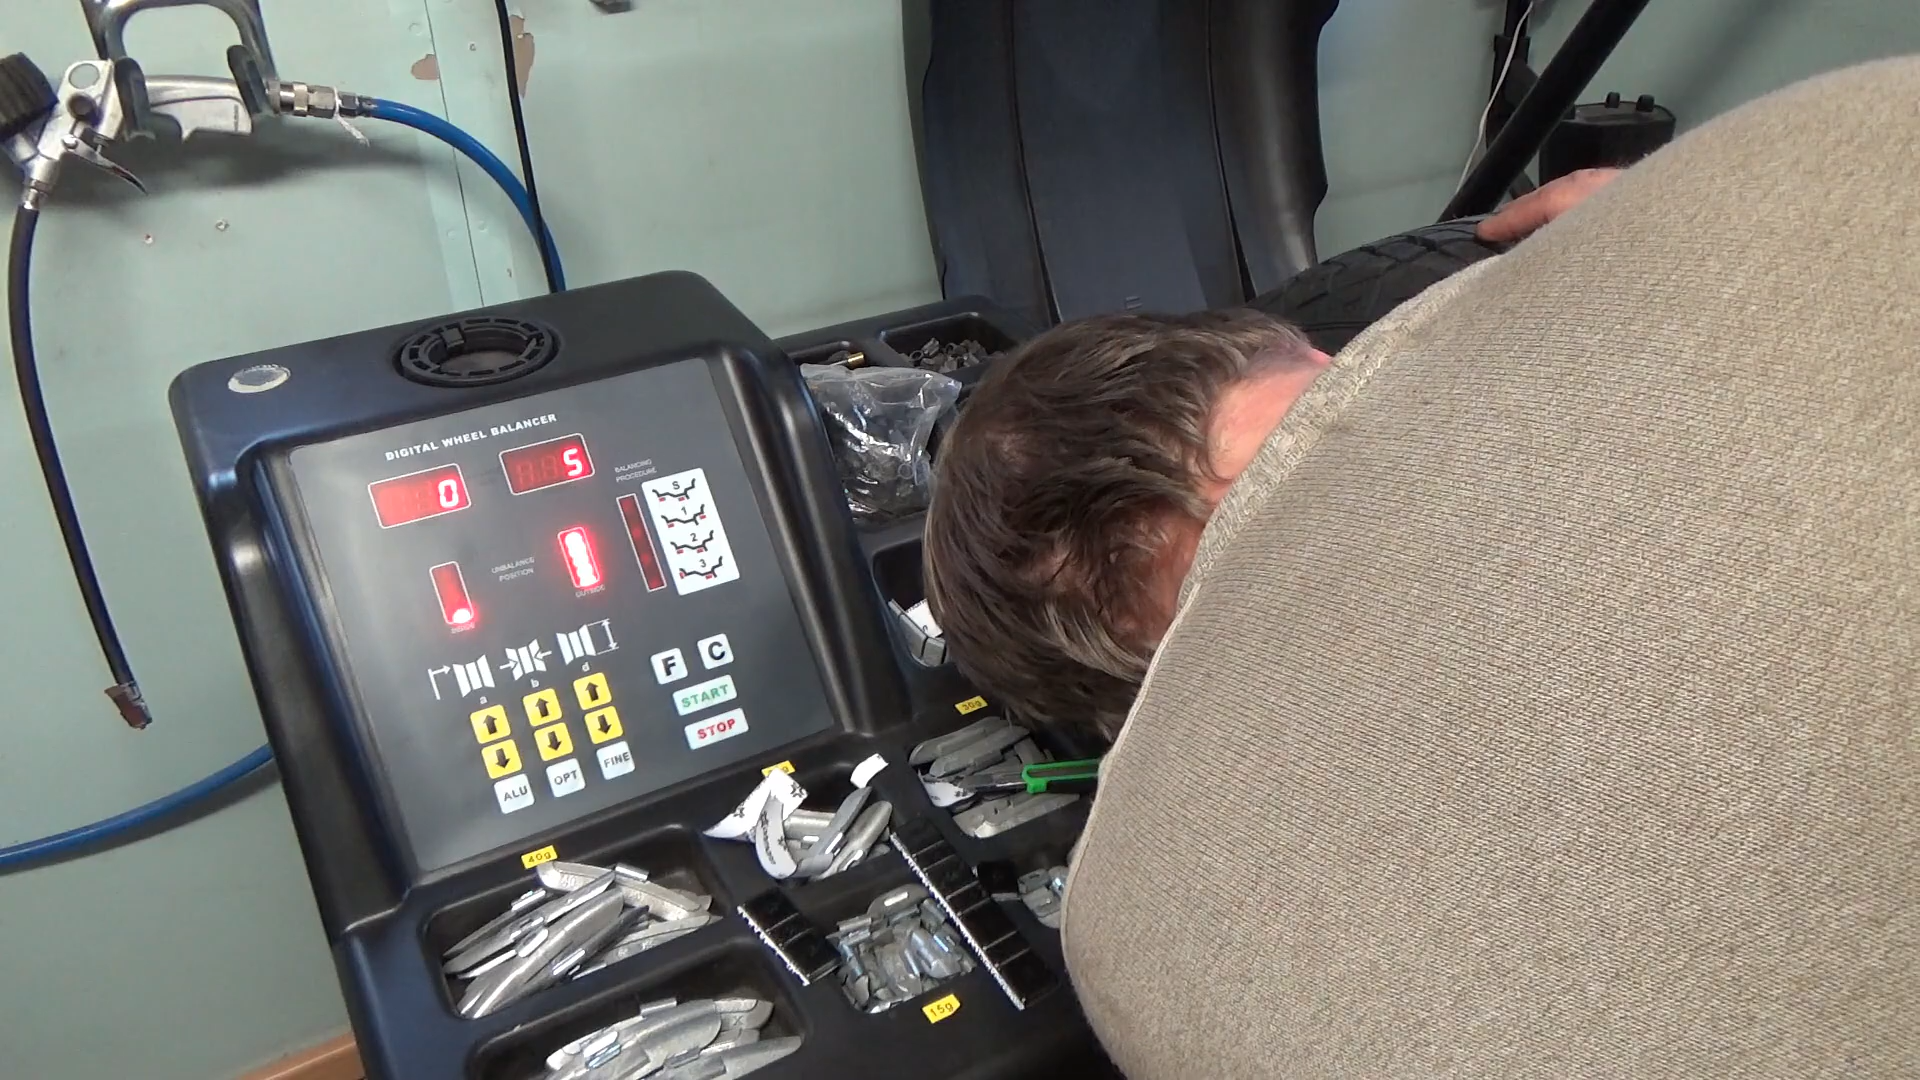 DIGITAL WHEEL BALANCER
0
5
BALANCING
PROCEDURE
S
1
2
3
UNBALANCE
POSITION
OUTSIDE
a
b
d
F
C
START
STOP
ALU
OPT
FINE
30g
40g
15g